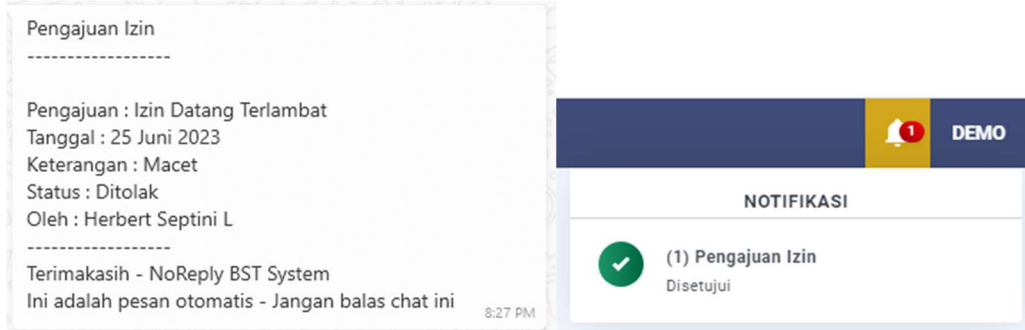 Pengajuan Izin
------------------
Pengajuan : Izin Datang Terlambat
Tanggal : 25 Juni 2023
Keterangan : Macet
Status : Ditolak
Oleh : Herbert Septini L
------------------
Terimakasih - NoReply BST System
Ini adalah pesan otomatis - Jangan balas chat ini
8:27 PM
1
DEMO
NOTIFIKASI
(1) Pengajuan Izin
Disetujui